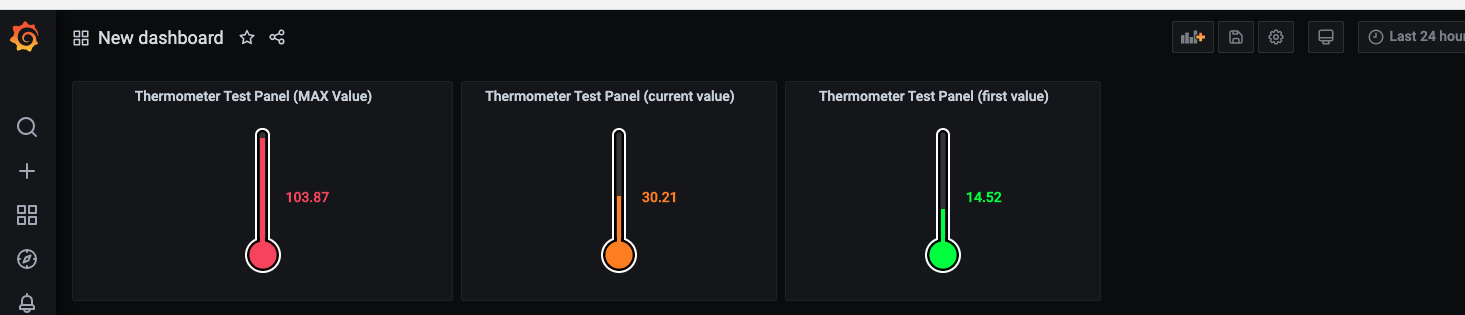 New dashboard
Last 24 hour
Thermometer Test Panel (MAX Value)
Thermometer Test Panel (current value)
Thermometer Test Panel (first value)
103.87
30.21
14.52